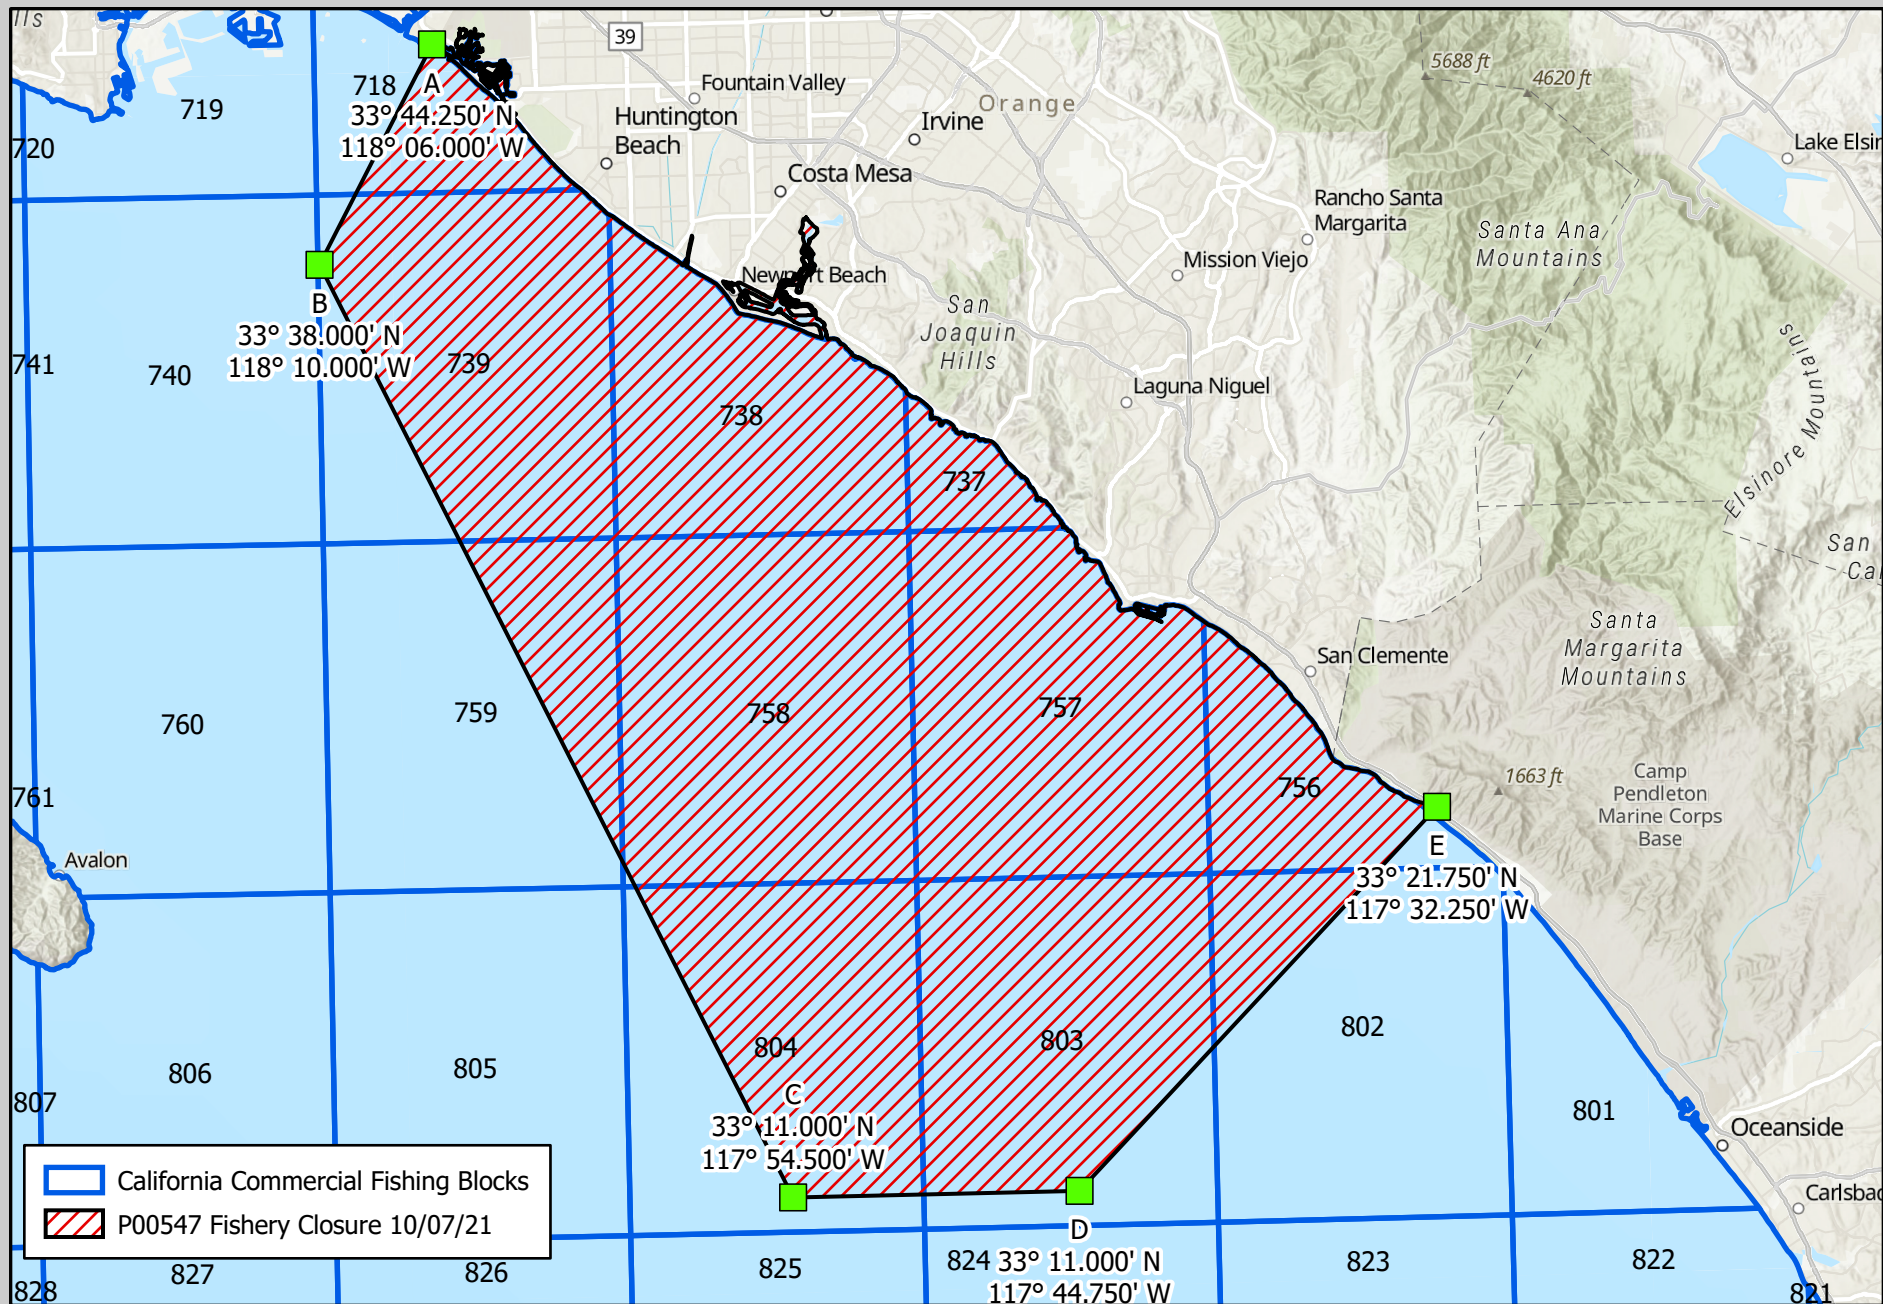 lls
39
5688 ft
4620 ft
718
A
33° 44.250' N
118° 06.000' W
719
720
Fountain Valley
Huntington
Beach
Orange
Irvine
Costa Mesa
Lake Elsin
Rancho Santa
Margarita
Santa Ana
Mountains
Mission Viejo
Newport Beach
San
Joaquin
Hills
B
33° 38.000' N
118° 10.000' W
741
740
739
738
737
Laguna Niguel
Elsinore Mountains
San
Cal
Santa
Margarita
Mountains
San Clemente
760
759
758
757
756
761
1663 ft
Camp
Pendleton
Marine Corps
Base
Avalon
E
33° 21.750' N
117° 32.250' W
806
805
804
803
802
801
807
C
33° 11.000' N
117° 54.500' W
Oceanside
Carlsbad
D
33° 11.000' N
117° 44.750' W
828
827
826
825
824
823
822
821
California Commercial Fishing Blocks
P00547 Fishery Closure 10/07/21